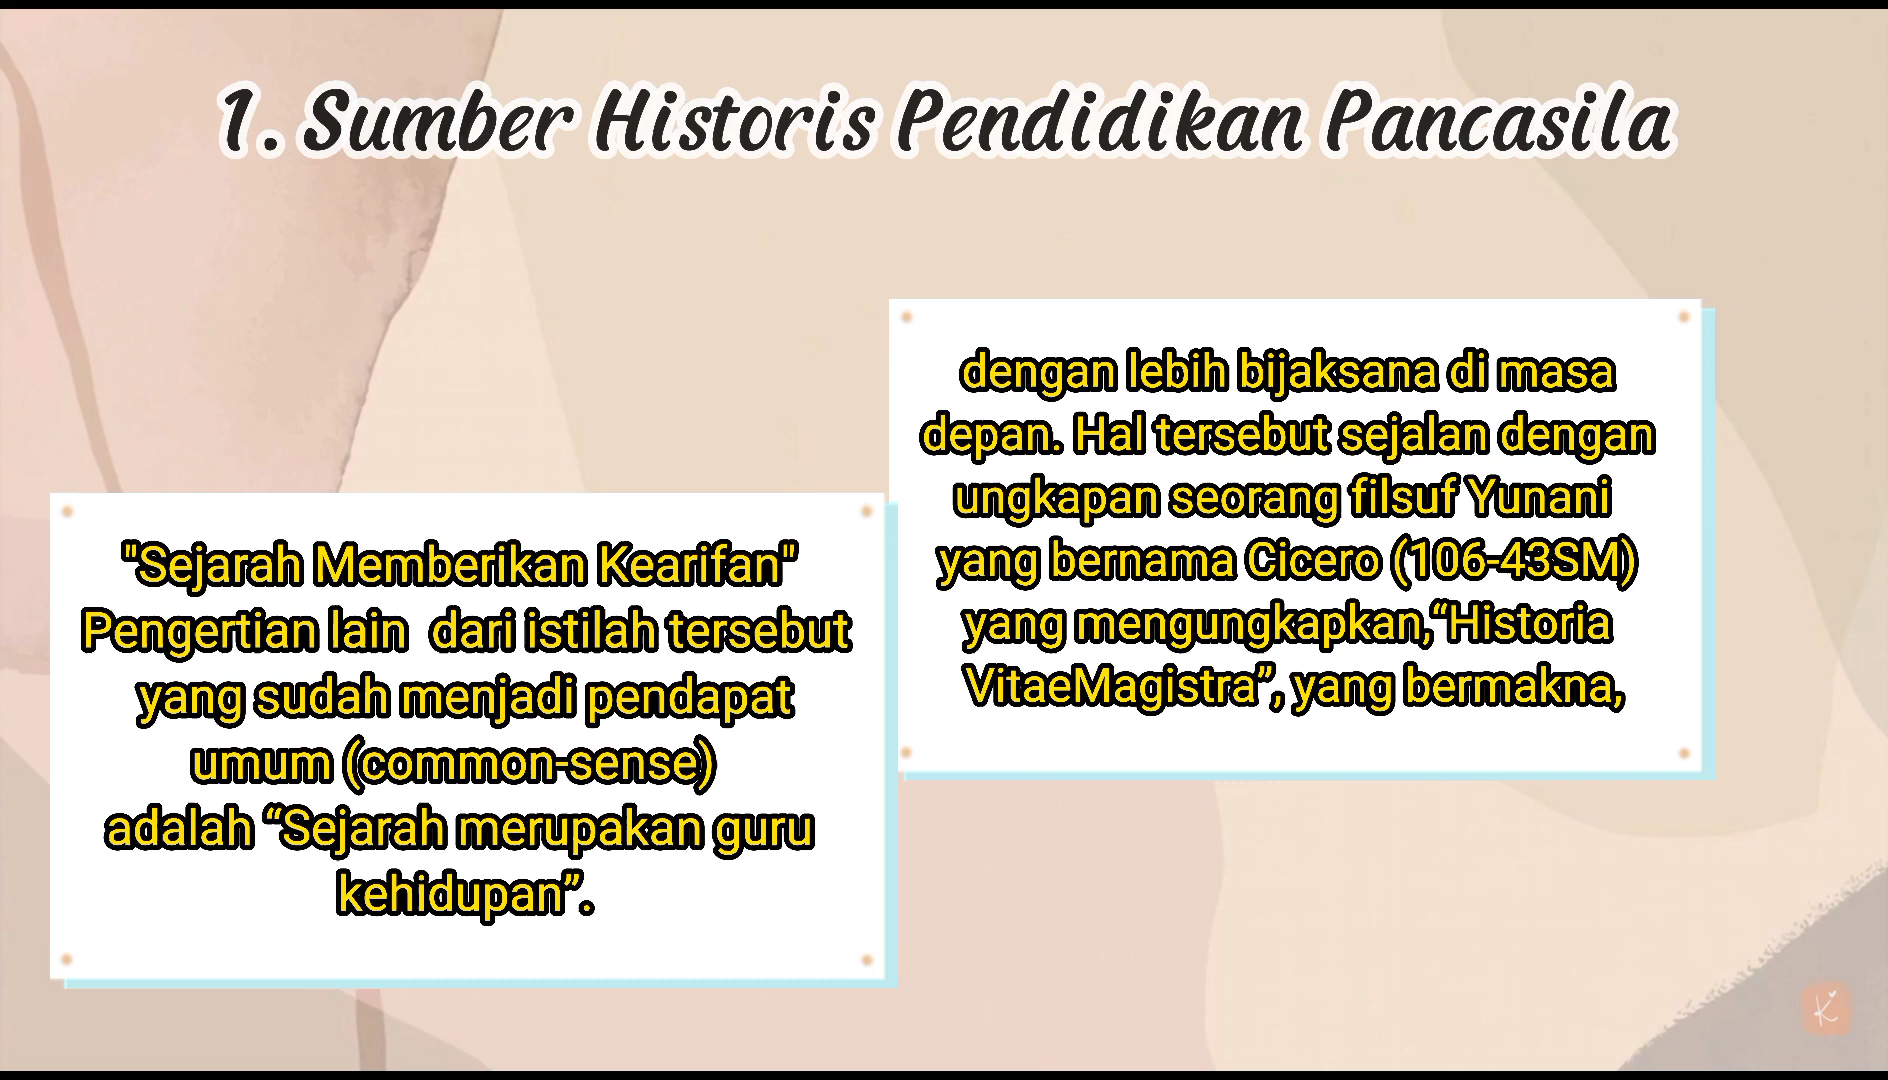 1. Sumber Historis Pendidikan Pancasila
"Sejarah Memberikan Kearifan"
Pengertian lain  dari istilah tersebut
yang sudah menjadi pendapat
umum (common-sense)
adalah “Sejarah merupakan guru
kehidupan”.
dengan lebih bijaksana di masa
depan. Hal tersebut sejalan dengan
ungkapan seorang filsuf Yunani
yang bernama Cicero (106-43SM)
yang mengungkapkan,“Historia
VitaeMagistra”, yang bermakna,
K